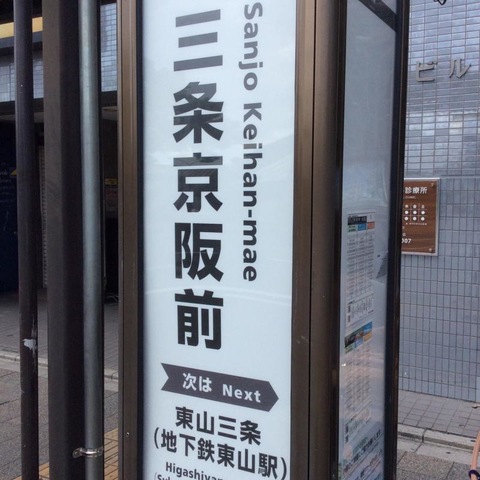 三条京阪前
Sanjo Keihan-mae
次は Next
東山三条
(地下鉄東山駅)
ビル
診療所